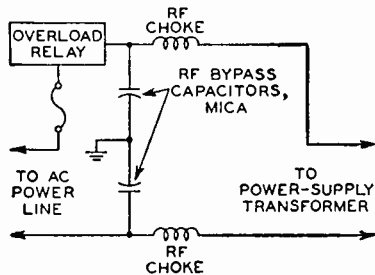 RF
CHOKE
OVERLOAD
RELAY
RF BYPASS
CAPACITORS,
MICA
TO AC
POWER
LINE
TO
POWER-SUPPLY
TRANSFORMER
RF
CHOKE